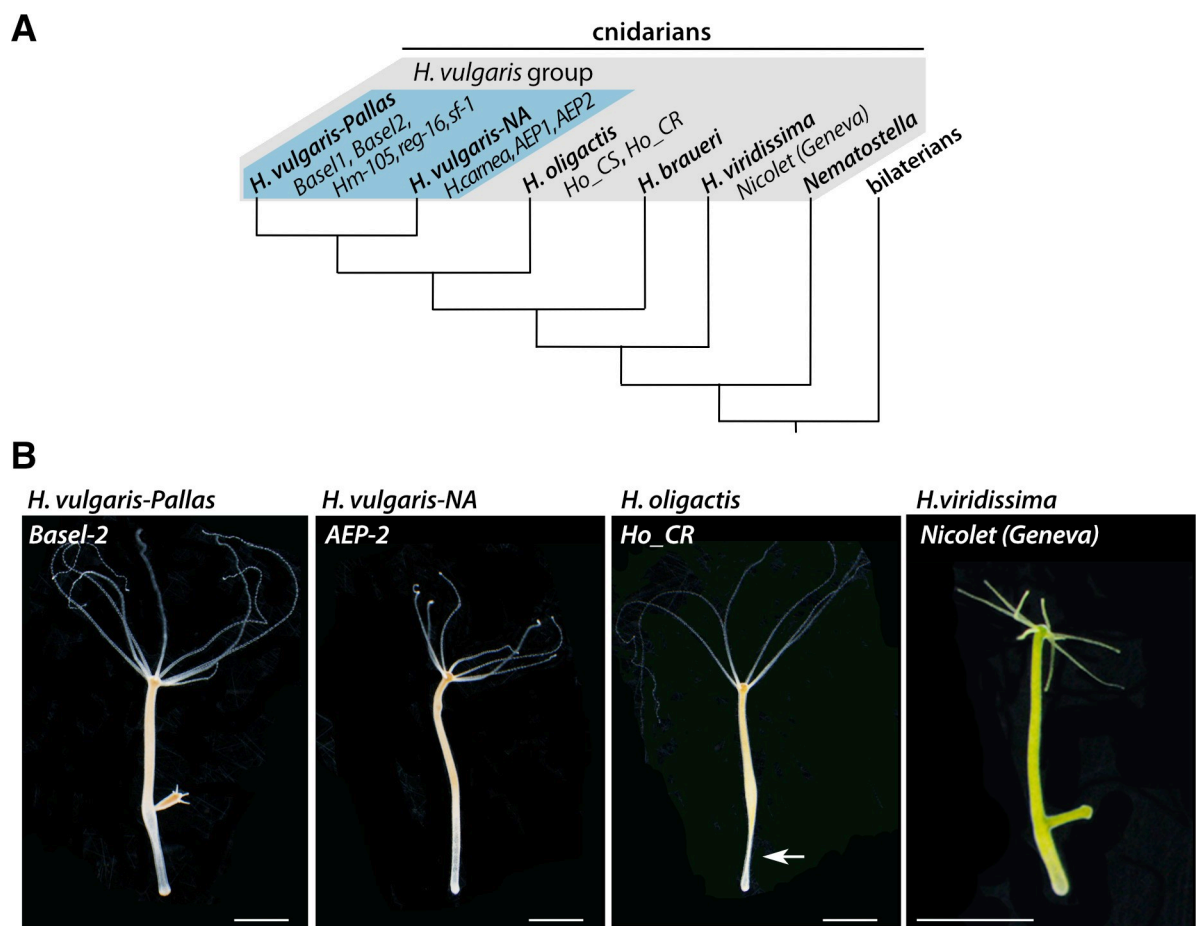 A
cnidarians
H. vulgaris group
H. vulgaris-Pallas
Basel1, Basel2,
Hm-105, reg-16, sf-1
H. vulgaris-NA
H.carnea, AEP1, AEP2
H. oligactis
Ho_CS, Ho_CR
H. braueri
H. viridissima
Nicolet (Geneva)
Nematostella
bilaterians
B
H. vulgaris-Pallas
Basel-2
H. vulgaris-NA
AEP-2
H. oligactis
Ho_CR
H.viridissima
Nicolet (Geneva)